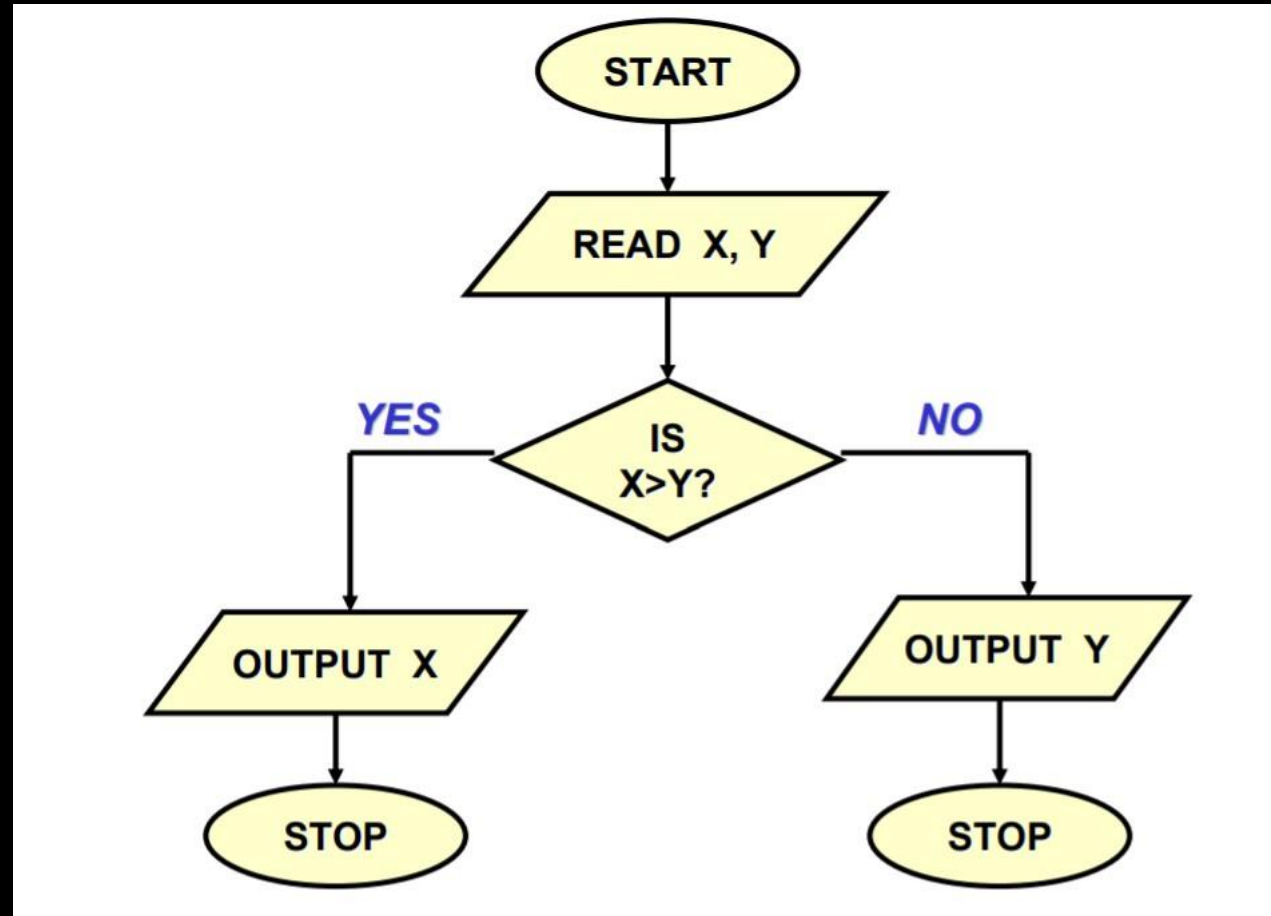 START
READ X, Y
YES
NO
IS
X>Y?
OUTPUT X
OUTPUT Y
STOP
STOP